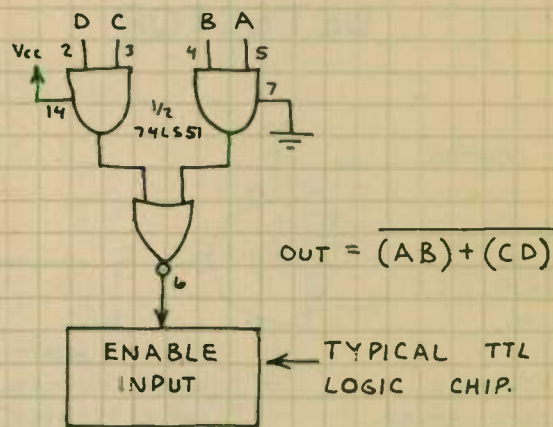 D C B A
Vcc 2 3 4 5
14 1/2 7
74LS51
OUT = \overline{(AB) + (CD)}
6
ENABLE TYPICAL TTL
INPUT LOGIC CHIP.